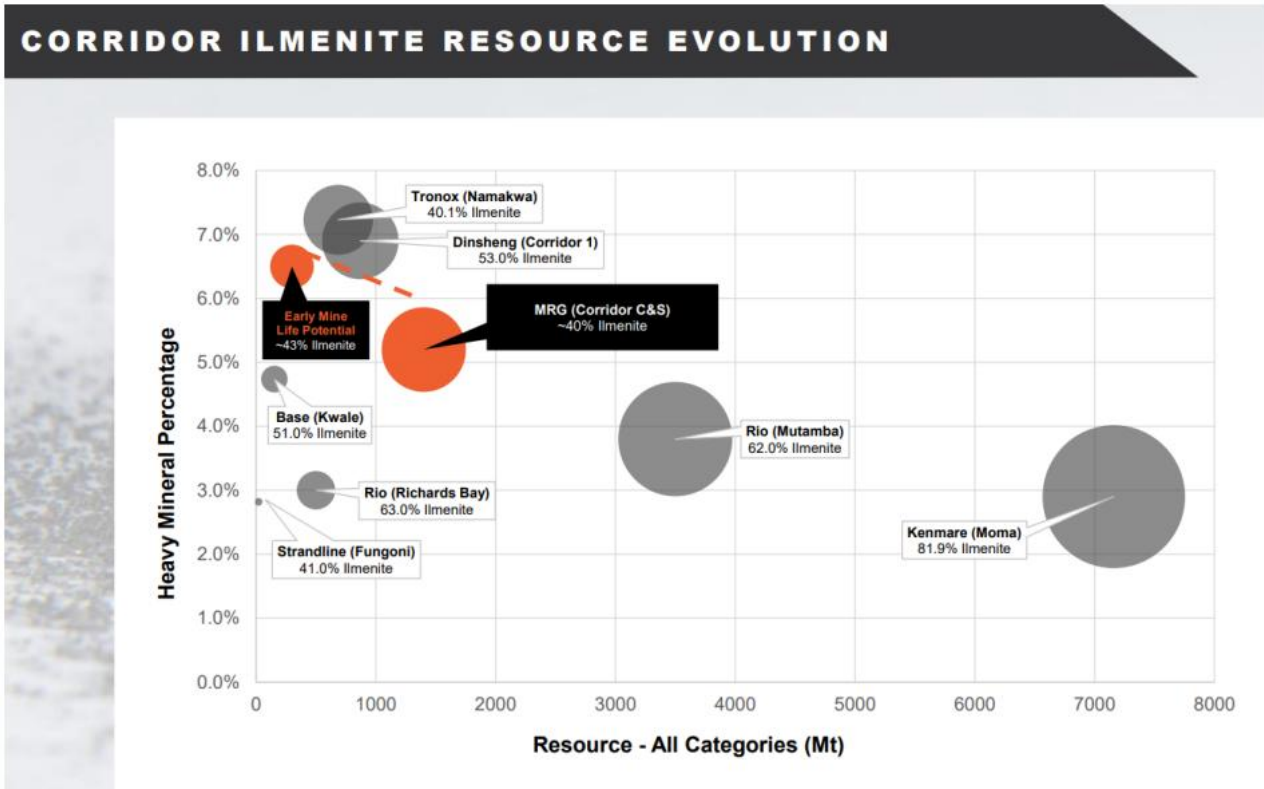 CORRIDOR ILMENITE RESOURCE EVOLUTION
8.0%
7.0%
6.0%
5.0%
4.0%
3.0%
2.0%
1.0%
0.0%
Heavy Mineral Percentage
Tronox (Namakwa)
40.1% Ilmenite
Dinsheng (Corridor 1)
53.0% Ilmenite
Early Mine
Life Potential
~43% Ilmenite
MRG (Corridor C&S)
~40% Ilmenite
Base (Kwale)
51.0% Ilmenite
Rio (Mutamba)
62.0% Ilmenite
Rio (Richards Bay)
63.0% Ilmenite
Kenmare (Moma)
81.9% Ilmenite
Strandline (Fungoni)
41.0% Ilmenite
0 1000 2000 3000 4000 5000 6000 7000 8000
Resource - All Categories (Mt)